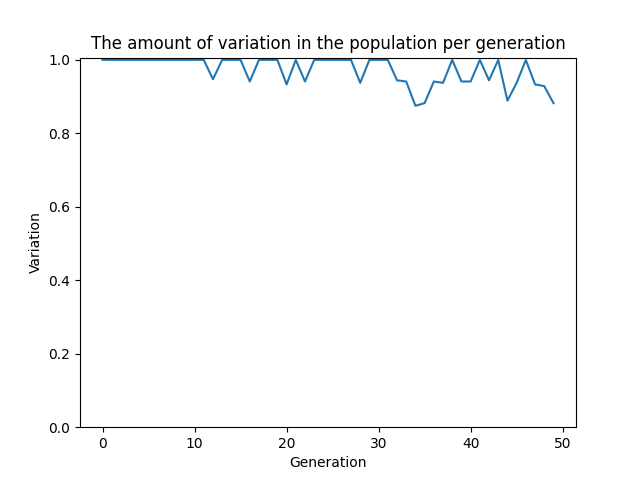 The amount of variation in the population per generation
1.0
0.8
0.6
0.4
0.2
0.0
Variation
0 10 20 30 40 50
Generation